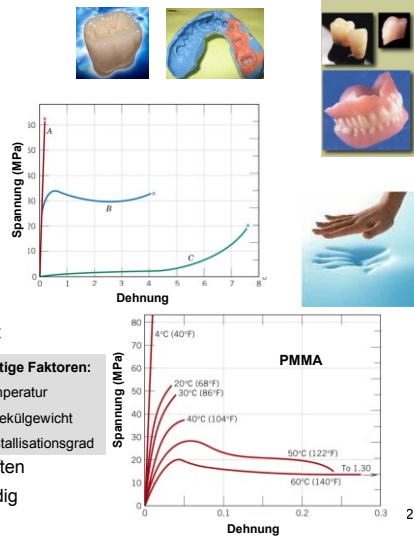 Spannung (MPa)
60
50
40
30
20
10
0
A
B
C
0 1 2 3 4 5 6 7 8
Dehnung
tige Faktoren:
nperatur
ekülgewicht
tallisationsgrad
ften
dig
Spannung (MPa)
80
70
60
50
40
30
20
10
0
4°C (40°F)
PMMA
20°C (68°F)
30°C (86°F)
40°C (104°F)
50°C (122°F)
To 1.30
60°C (140°F)
0 0.1 0.2 0.3
Dehnung
2